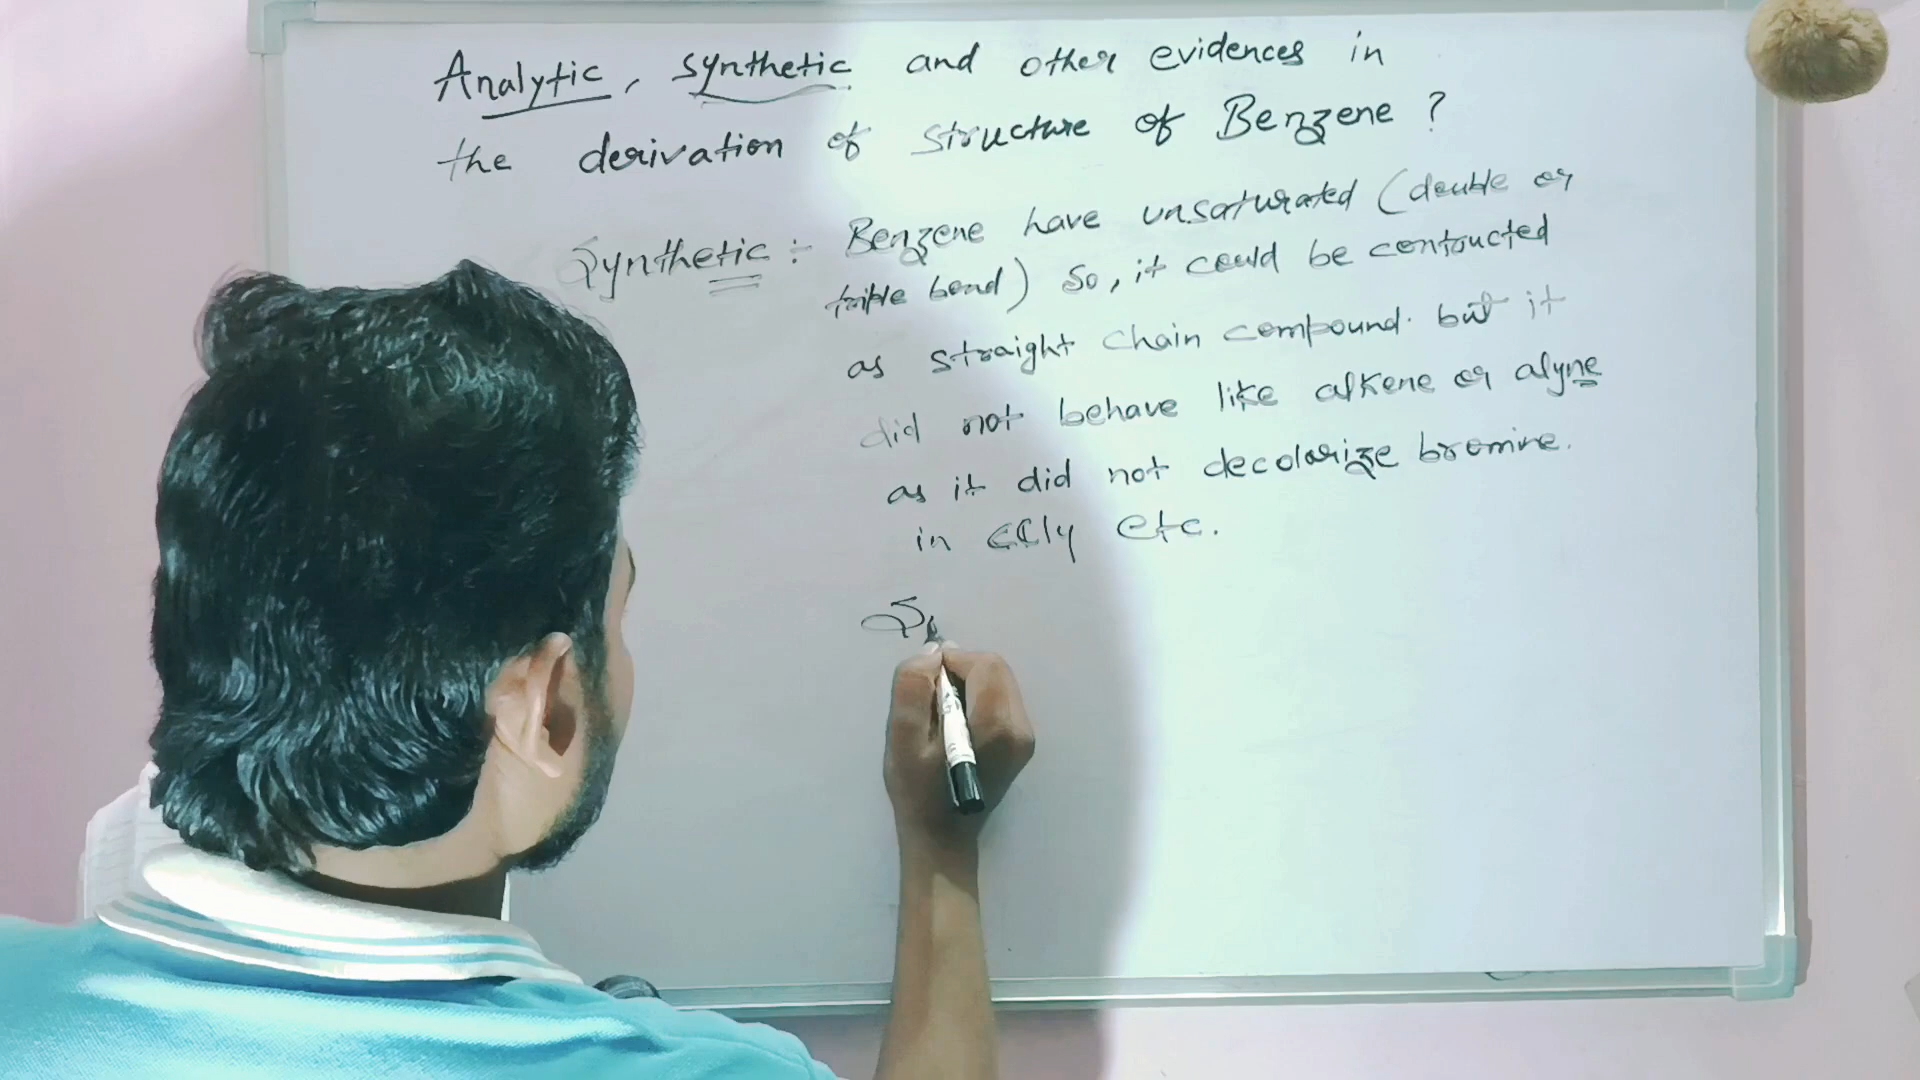 Analytic, synthetic and other evidences in
the derivation of structure of Benzene ?
Synthetic :- Benzene have unsaturated (double or
triple bond) So, it could be contructed
as straight chain compound. but it
did not behave like alkene or alyne
as it did not decolarize bromine.
in CCl4 etc.
S